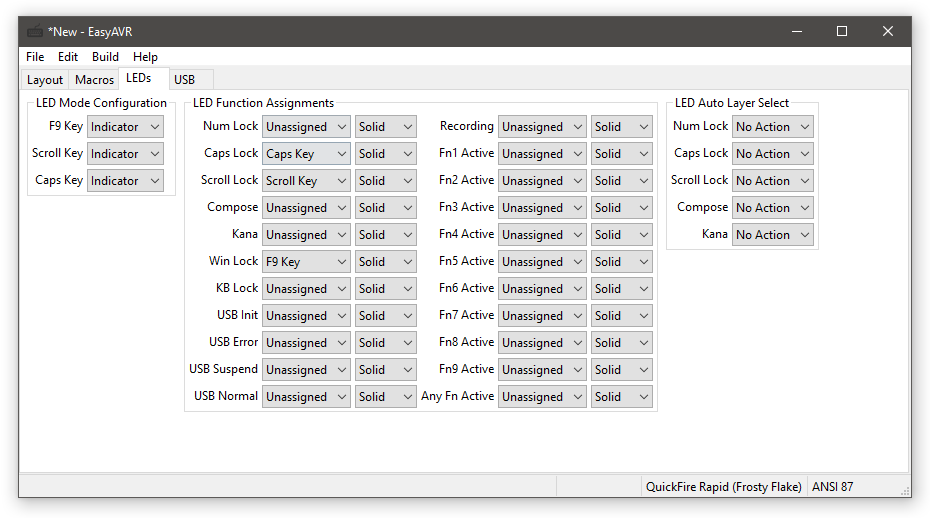 *New - EasyAVR
File Edit Build Help
Layout Macros LEDs USB
LED Mode Configuration
F9 Key Indicator
Scroll Key Indicator
Caps Key Indicator
LED Function Assignments
Num Lock Unassigned Solid Recording Unassigned Solid
Caps Lock Caps Key Solid Fn1 Active Unassigned Solid
Scroll Lock Scroll Key Solid Fn2 Active Unassigned Solid
Compose Unassigned Solid Fn3 Active Unassigned Solid
Kana Unassigned Solid Fn4 Active Unassigned Solid
Win Lock F9 Key Solid Fn5 Active Unassigned Solid
KB Lock Unassigned Solid Fn6 Active Unassigned Solid
USB Init Unassigned Solid Fn7 Active Unassigned Solid
USB Error Unassigned Solid Fn8 Active Unassigned Solid
USB Suspend Unassigned Solid Fn9 Active Unassigned Solid
USB Normal Unassigned Solid Any Fn Active Unassigned Solid
LED Auto Layer Select
Num Lock No Action
Caps Lock No Action
Scroll Lock No Action
Compose No Action
Kana No Action
QuickFire Rapid (Frosty Flake) ANSI 87